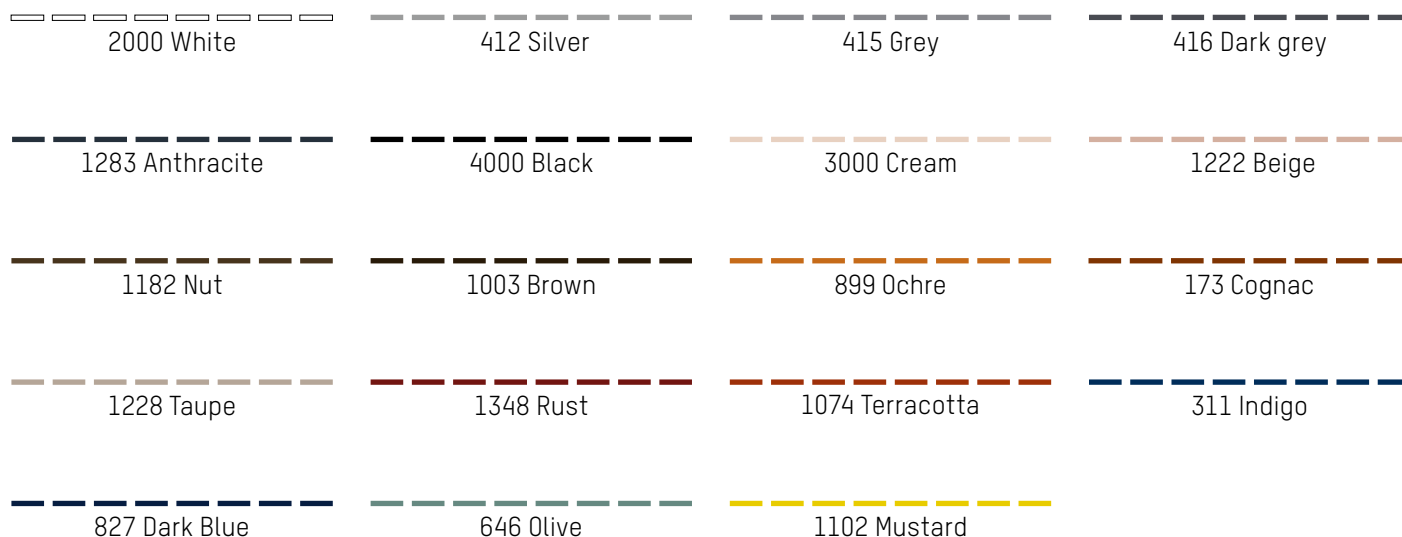 2000 White
412 Silver
415 Grey
416 Dark grey
1283 Anthracite
4000 Black
3000 Cream
1222 Beige
1182 Nut
1003 Brown
899 Ochre
173 Cognac
1228 Taupe
1348 Rust
1074 Terracotta
311 Indigo
827 Dark Blue
646 Olive
1102 Mustard